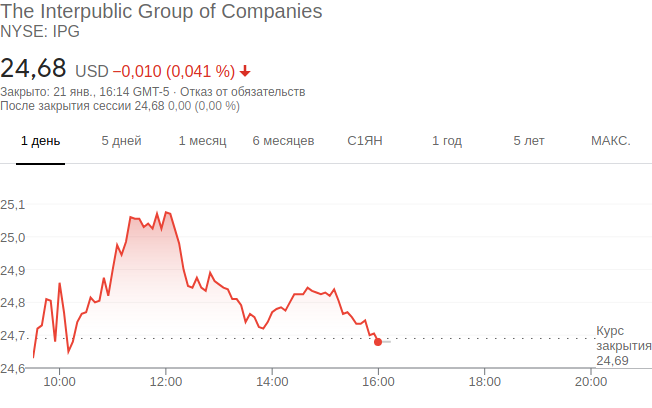 The Interpublic Group of Companies
NYSE: IPG
24,68 USD −0,010 (0,041 %)
Закрыто: 21 янв., 16:14 GMT-5 · Отказ от обязательств
После закрытия сессии 24,68 0,00 (0,00 %)
1 день 5 дней 1 месяц 6 месяцев С1ЯН 1 год 5 лет МАКС.
25,1
25,0
24,9
24,8
24,7
24,6
Курс
закрытия
24,69
10:00 12:00 14:00 16:00 18:00 20:00